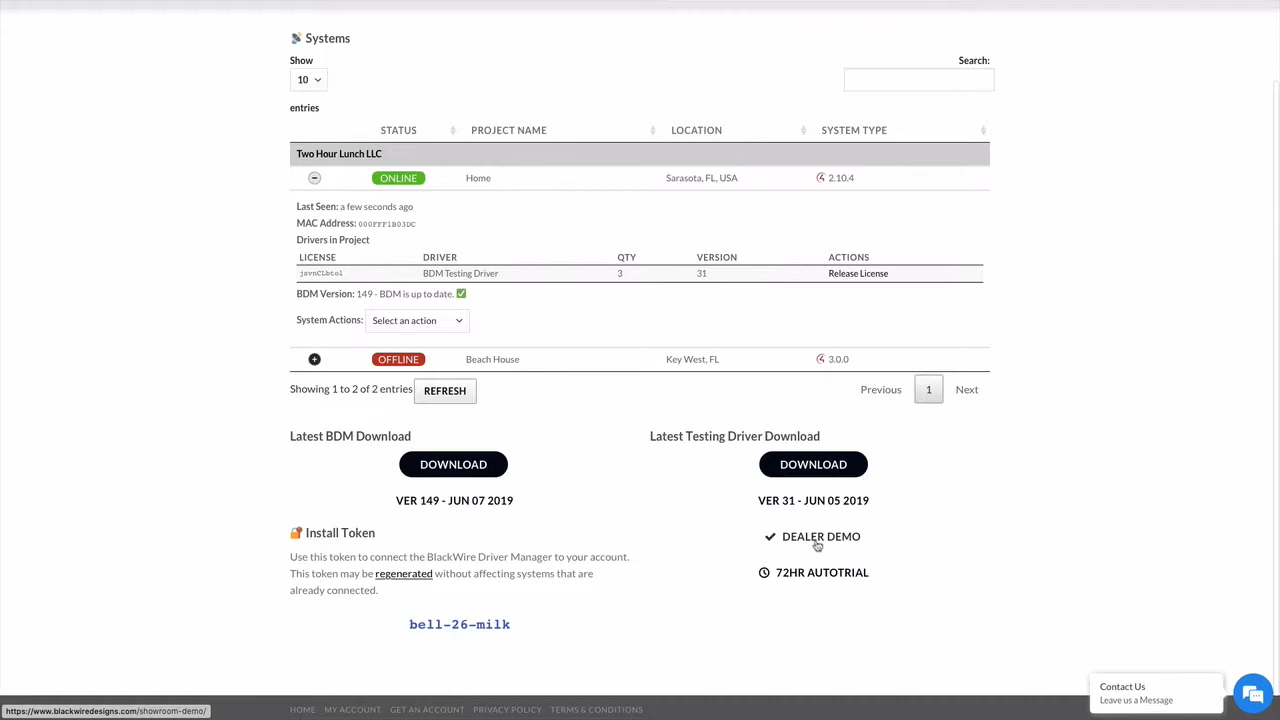 Systems
Show
Search:
10
entries
STATUS PROJECT NAME LOCATION SYSTEM TYPE
Two Hour Lunch LLC
ONLINE Home Sarasota, FL, USA 2.10.4
Last Seen: a few seconds ago
MAC Address: 000FFF1B03DC
Drivers in Project
LICENSE DRIVER QTY VERSION ACTIONS
jsvnCLbtol BDM Testing Driver 3 31 Release License
BDM Version: 149 - BDM is up to date.
System Actions: Select an action
OFFLINE Beach House Key West, FL 3.0.0
Showing 1 to 2 of 2 entries REFRESH Previous 1 Next
Latest BDM Download
DOWNLOAD
VER 149 - JUN 07 2019
Latest Testing Driver Download
DOWNLOAD
VER 31 - JUN 05 2019
DEALER DEMO
72HR AUTOTRIAL
Install Token
Use this token to connect the BlackWire Driver Manager to your account.
This token may be regenerated without affecting systems that are
already connected.
bell-26-milk
Contact Us
Leave us a Message
https://www.blackwiredesigns.com/showroom-demo/
HOME MY ACCOUNT GET AN ACCOUNT PRIVACY POLICY TERMS & CONDITIONS